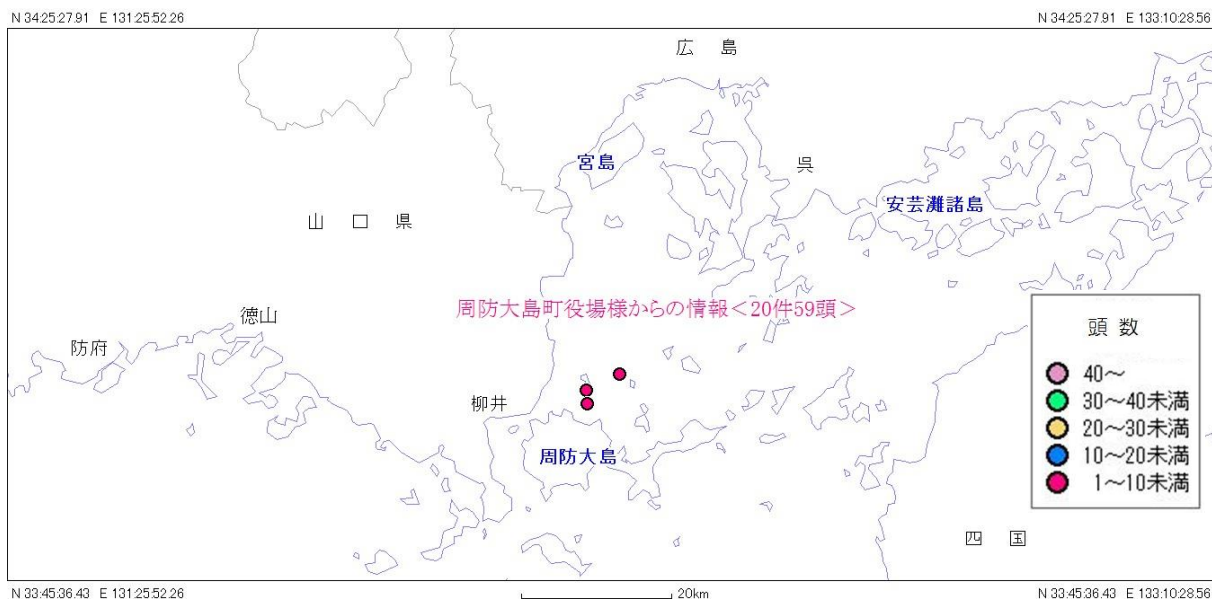 N 34:25:27.91 E 131:25:52.26
N 34:25:27.91 E 133:10:28.56
広 島
宮島
呉
安芸灘諸島
山 口 県
周防大島町役場様からの情報＜20件59頭＞
徳山
防府
柳井
周防大島
四 国
頭 数
40～
30～40未満
20～30未満
10～20未満
1～10未満
N 33:45:36.43 E 131:25:52.26
20km
N 33:45:36.43 E 133:10:28.56